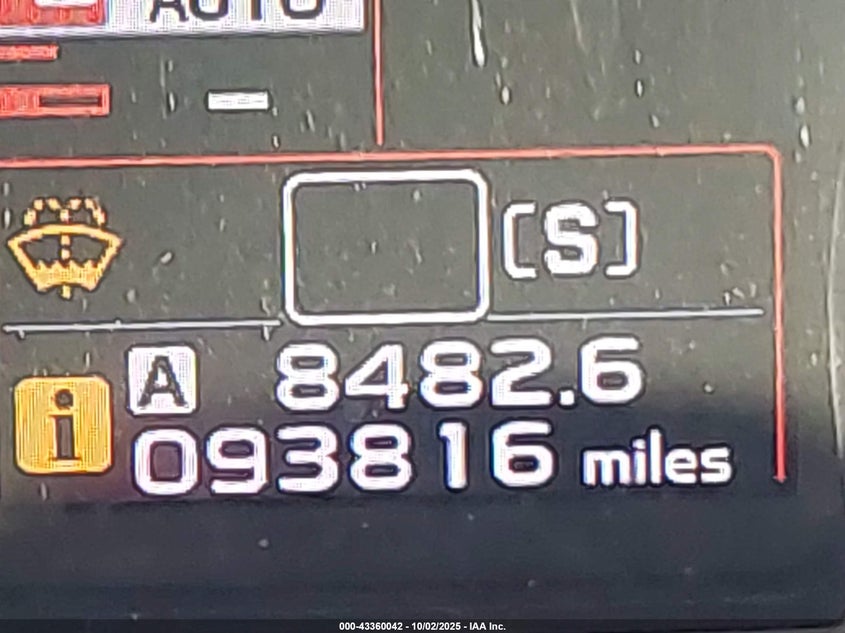 AUTO
[S]
A 8482.6
i 093816 miles
000-43360042 - 10/02/2025 - IAA Inc.